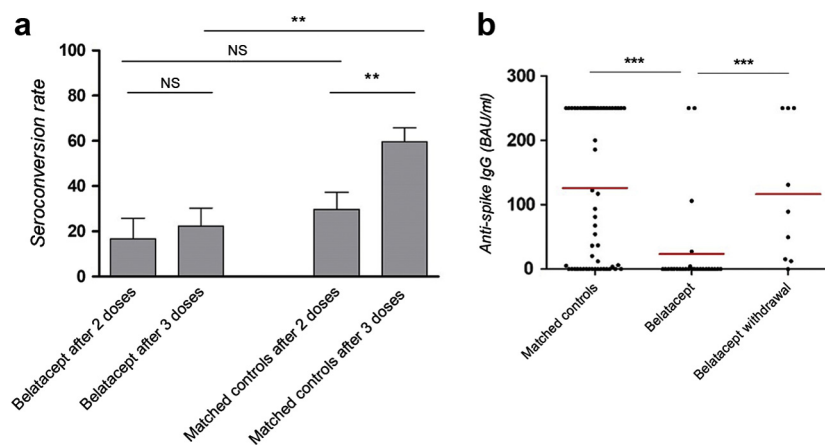 a
**
NS
NS
**
Seroconversion rate
100
80
60
40
20
0
Belatacept after 2 doses
Belatacept after 3 doses
Matched controls after 2 doses
Matched controls after 3 doses
b
***
***
Anti-spike IgG (BAU/ml)
300
200
100
0
Matched controls
Belatacept
Belatacept withdrawal